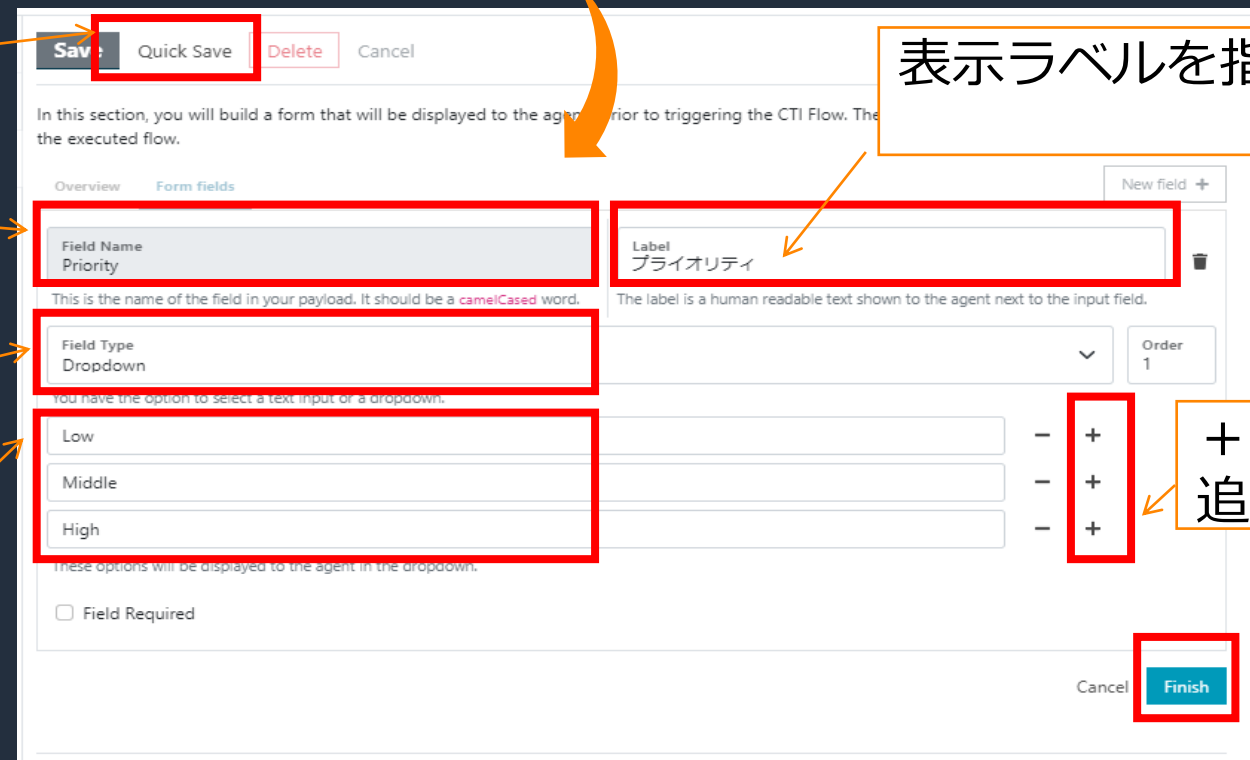 Save
Quick Save
Delete
Cancel
表示ラベルを
In this section, you will build a form that will be displayed to the agent prior to triggering the CTI Flow. The
the executed flow.
Overview
Form fields
New field +
Field Name
Priority
Label
プライオリティ
This is the name of the field in your payload. It should be a camelCased word.
The label is a human readable text shown to the agent next to the input field.
Field Type
Dropdown
Order
1
You have the option to select a text input or a dropdown.
Low
− +
Middle
− +
High
− +
+
追
These options will be displayed to the agent in the dropdown.
Field Required
Cancel
Finish